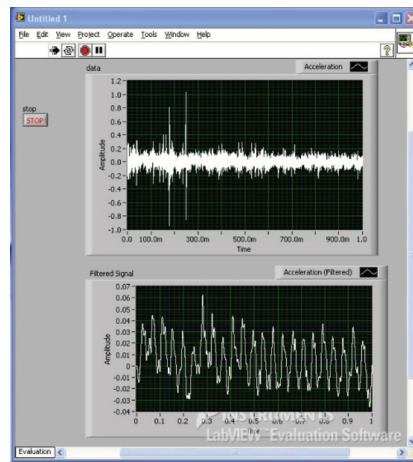 Untitled 1
File Edit View Project Operate Tools Window Help
?
data
Acceleration
stop
STOP
Amplitude
1.2
1.0
0.8
0.6
0.4
0.2
0.0
-0.2
-0.4
-0.6
-0.8
-1.0
0.0 100.0m 300.0m 500.0m 700.0m 900.0m 1.0
Time
Filtered Signal
Acceleration (Filtered)
Amplitude
0.07
0.06
0.05
0.04
0.03
0.02
0.01
0
-0.01
-0.02
-0.03
-0.04
0 0.1 0.2 0.3 0.4 0.5 0.6 0.7 0.8 0.9 1
INSTRUMENTS
LabVIEW Evaluation Software
Evaluation